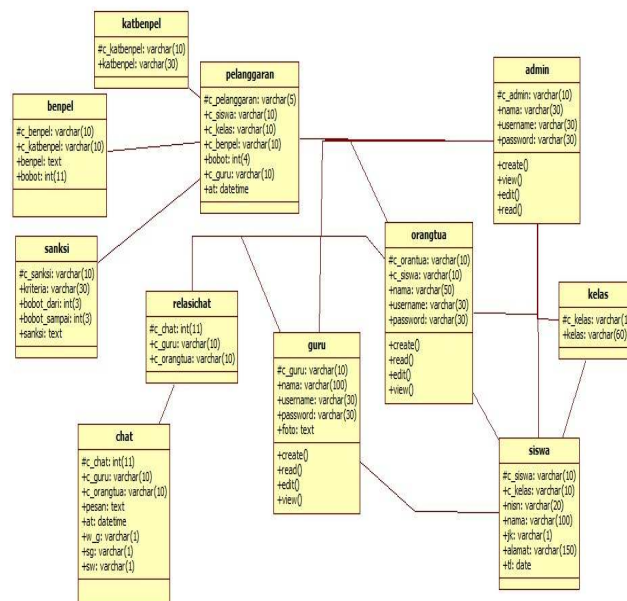 katbenpel
#c_katbenpel: varchar(10)
+katbenpel: varchar(30)
pelanggaran
#c_pelanggaran: varchar(5)
+c_siswa: varchar(10)
+c_kelas: varchar(10)
+c_benpel: varchar(10)
+bobot: int(4)
+c_guru: varchar(10)
+at: datetime
admin
#c_admin: varchar(10)
+nama: varchar(30)
+username: varchar(30)
+password: varchar(30)
+create()
+view()
+edit()
+read()
benpel
#c_benpel: varchar(10)
+c_katbenpel: varchar(10)
+benpel: text
+bobot: int(11)
sanksi
#c_sanksi: varchar(10)
+kriteria: varchar(30)
+bobot_dari: int(3)
+bobot_sampai: int(3)
+sanksi: text
orangtua
#c_orantua: varchar(10)
+c_siswa: varchar(10)
+nama: varchar(50)
+username: varchar(30)
+password: varchar(30)
+create()
+read()
+edit()
+view()
relasichat
#c_chat: int(11)
+c_guru: varchar(10)
+c_orangtua: varchar(10)
kelas
#c_kelas: varchar(1
+kelas: varchar(60)
guru
#c_guru: varchar(10)
+nama: varchar(100)
+username: varchar(30)
+password: varchar(30)
+foto: text
+create()
+read()
+edit()
+view()
chat
#c_chat: int(11)
+c_guru: varchar(10)
+c_orangtua: varchar(10)
+pesan: text
+at: datetime
+w_g: varchar(1)
+sg: varchar(1)
+sw: varchar(1)
siswa
#c_siswa: varchar(10)
+c_kelas: varchar(10)
+nisn: varchar(20)
+nama: varchar(100)
+jk: varchar(1)
+alamat: varchar(150)
+tl: date